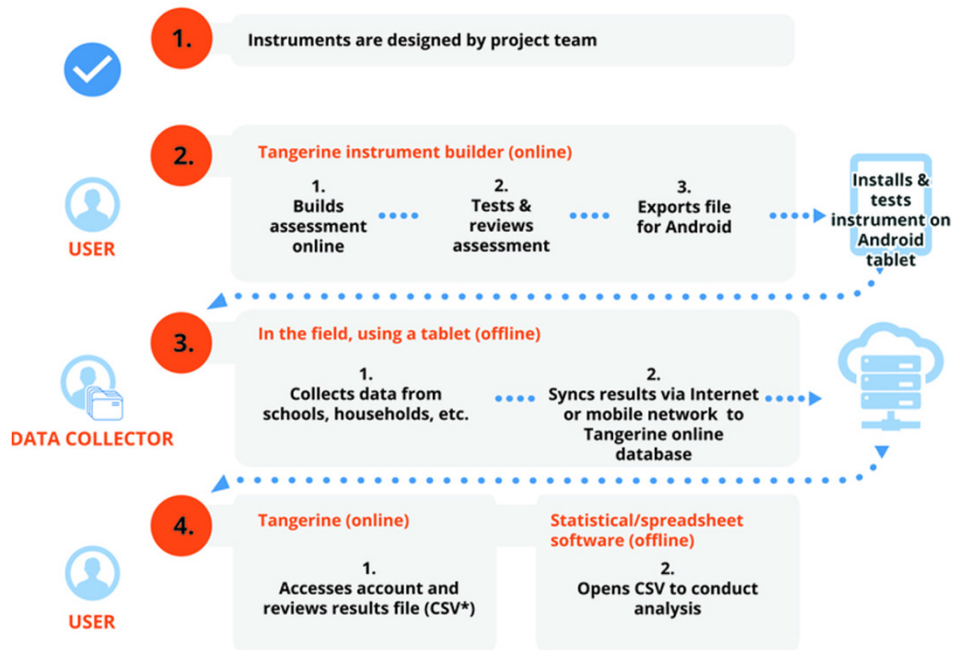 1.
Instruments are designed by project team
2.
Tangerine instrument builder (online)
USER
1.
Builds
assessment
online
2.
Tests &
reviews
assessment
3.
Exports file
for Android
Installs &
tests
instrument on
Android
tablet
3.
In the field, using a tablet (offline)
DATA COLLECTOR
1.
Collects data from
schools, households, etc.
2.
Syncs results via Internet
or mobile network to
Tangerine online
database
4.
USER
Tangerine (online)
1.
Accesses account and
reviews results file (CSV*)
Statistical/spreadsheet
software (offline)
2.
Opens CSV to conduct
analysis